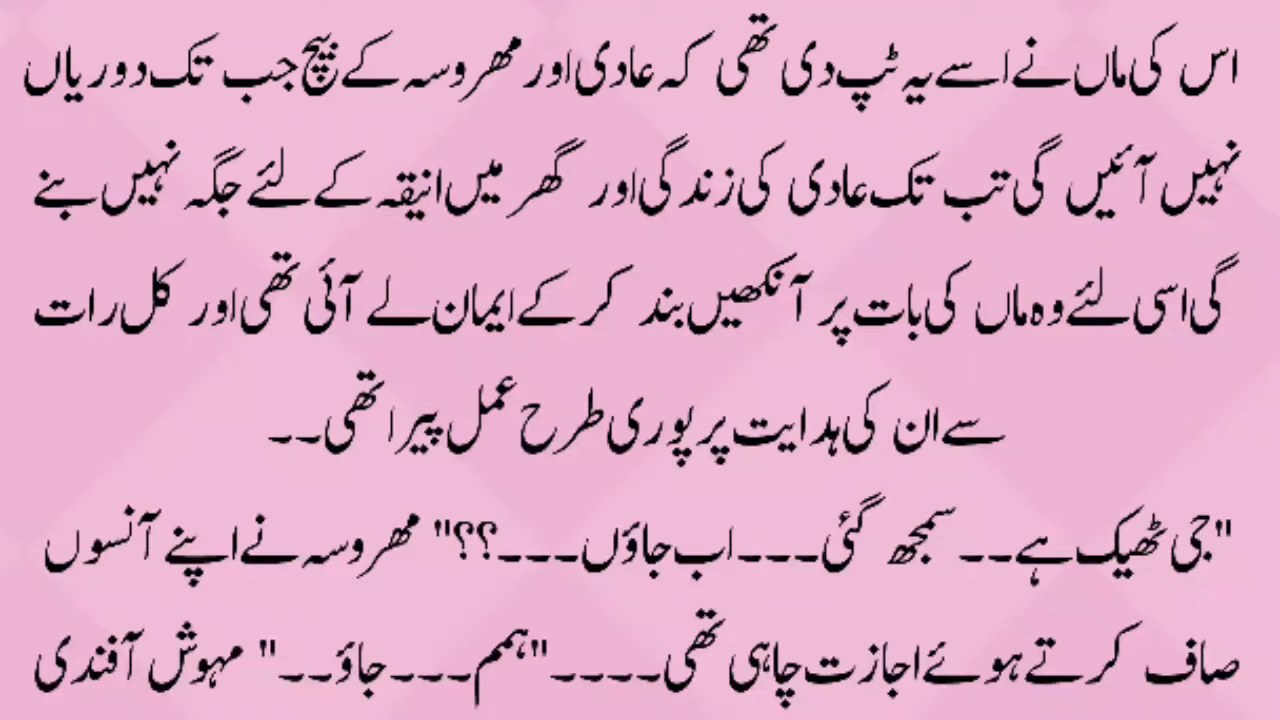 اس کی ماں نے اسے یہ ٹپ دی تھی کہ عادی اور مھروسہ کے بیچ جب تک دوریاں
نہیں آئیں گی تب تک عادی کی زندگی اور گھر میں انیقہ کے لئے جگہ نہیں بنے
گی اسی لئے وہ ماں کی بات پر آنکھیں بند کر کے ایمان لے آئی تھی اور کل رات
سے ان کی ہدایت پر پوری طرح عمل پیرا تھی۔۔
"جی ٹھیک ہے۔۔ سمجھ گئی۔۔۔اب جاؤں۔۔۔؟؟" مھروسہ نے اپنے آنسوں
صاف کرتے ہوئے اجازت چاہی تھی۔۔۔۔"ہممم۔۔۔جاؤ۔۔" مہوش آفندی